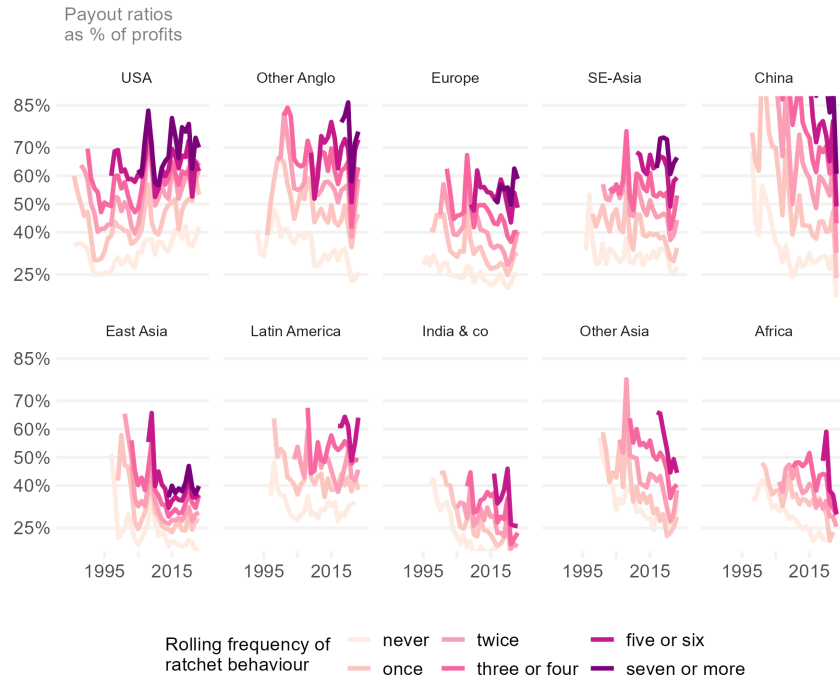 Payout ratios
as % of profits
USA Other Anglo Europe SE-Asia China
85%
70%
60%
50%
40%
25%
East Asia Latin America India & co Other Asia Africa
85%
70%
60%
50%
40%
25%
1995 2015 1995 2015 1995 2015 1995 2015 1995 2015
Rolling frequency of
ratchet behaviour
never twice five or six
once three or four seven or more